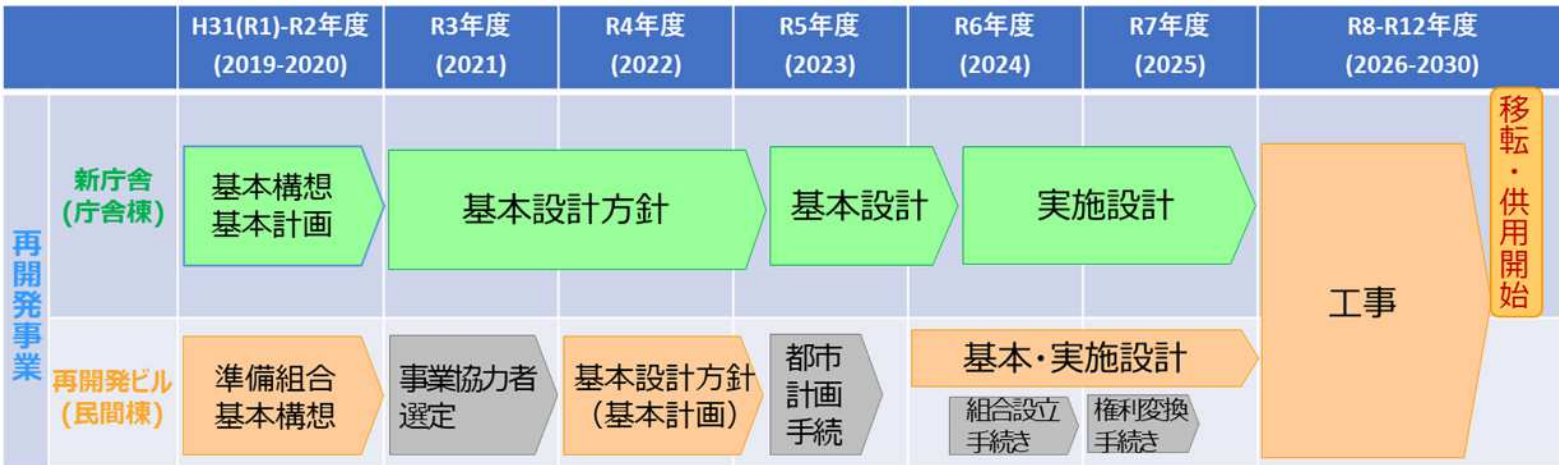 H31(R1)-R2年度
(2019-2020)
R3年度
(2021)
R4年度
(2022)
R5年度
(2023)
R6年度
(2024)
R7年度
(2025)
R8-R12年度
(2026-2030)
再開発事業
新庁舎
(庁舎棟)
基本構想
基本計画
基本設計方針
基本設計
実施設計
工事
移転・供用開始
再開発ビル
(民間棟)
準備組合
基本構想
事業協力者
選定
基本設計方針
（基本計画）
都市
計画
手続
基本・実施設計
組合設立
手続き
権利変換
手続き